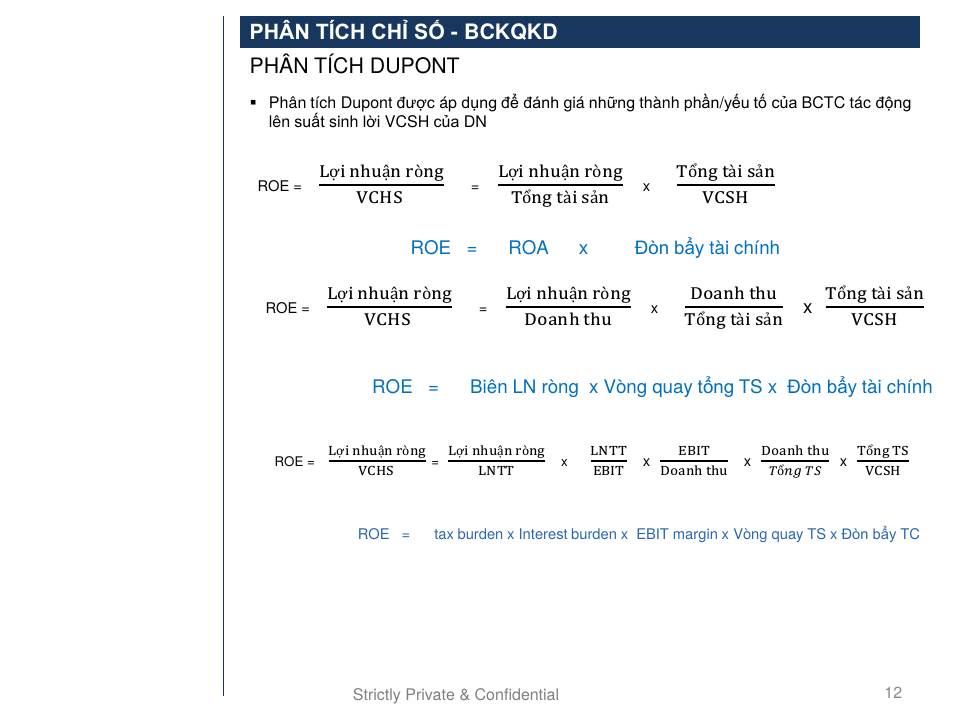 PHÂN TÍCH CHỈ SỐ - BCKQKD
PHÂN TÍCH DUPONT
▪ Phân tích Dupont được áp dụng để đánh giá những thành phần/yếu tố của BCTC tác động
lên suất sinh lời VCSH của DN
ROE = Lợi nhuận ròng / VCHS = Lợi nhuận ròng / Tổng tài sản x Tổng tài sản / VCSH
ROE = ROA x Đòn bẩy tài chính
ROE = Lợi nhuận ròng / VCHS = Lợi nhuận ròng / Doanh thu x Doanh thu / Tổng tài sản x Tổng tài sản / VCSH
ROE = Biên LN ròng x Vòng quay tổng TS x Đòn bẩy tài chính
ROE = Lợi nhuận ròng / VCHS = Lợi nhuận ròng / LNTT x LNTT / EBIT x EBIT / Doanh thu x Doanh thu / Tổng TS x Tổng TS / VCSH
ROE = tax burden x Interest burden x EBIT margin x Vòng quay TS x Đòn bẩy TC
Strictly Private & Confidential
12